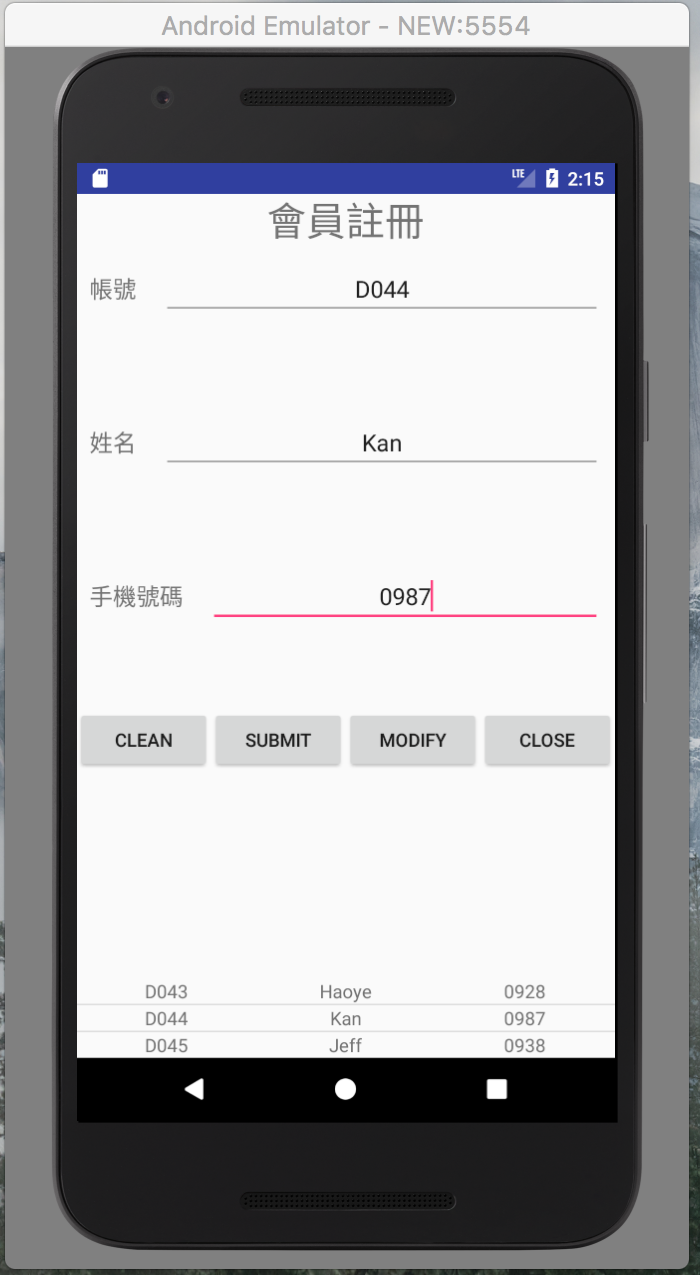 Android Emulator - NEW:5554
LTE 2:15
會員註冊
帳號 D044
姓名 Kan
手機號碼 0987
CLEAN SUBMIT MODIFY CLOSE
D043 Haoye 0928
D044 Kan 0987
D045 Jeff 0938